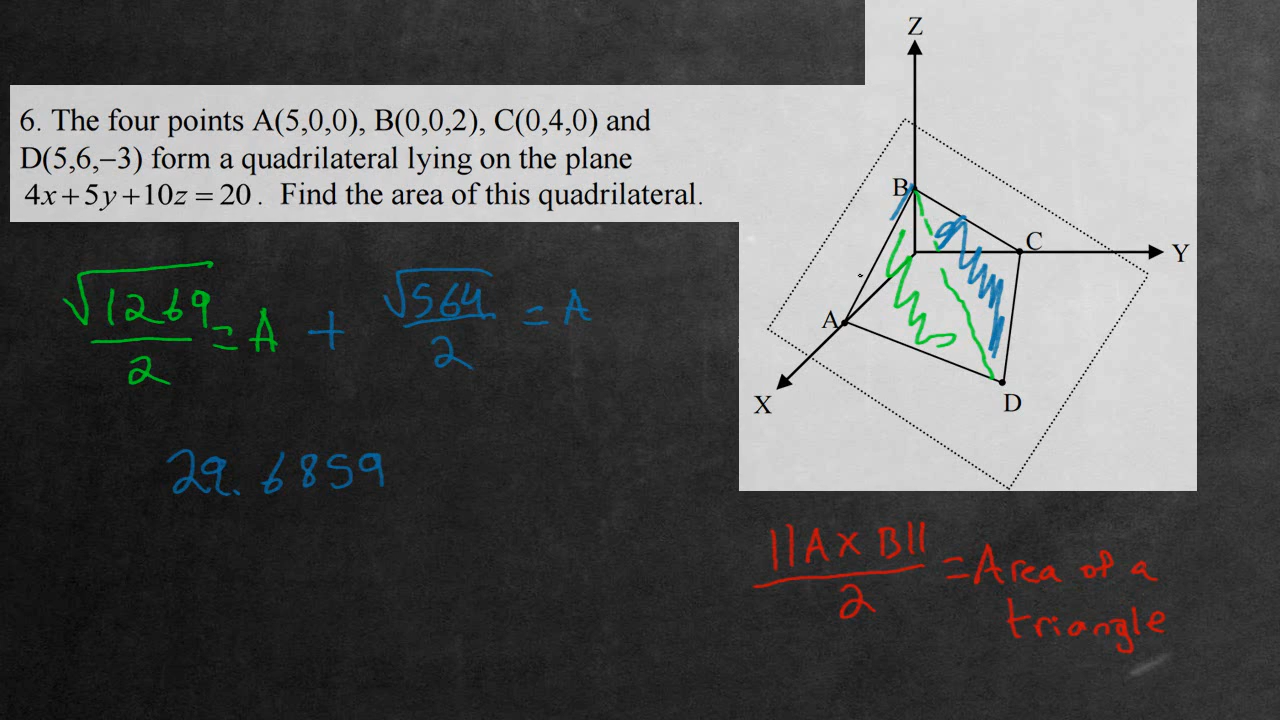 6. The four points A(5,0,0), B(0,0,2), C(0,4,0) and
D(5,6,−3) form a quadrilateral lying on the plane
4x+5y+10z = 20. Find the area of this quadrilateral.
√1269/2 = A + √564/2 = A
29.6859
Z
B
C
Y
A
X
D
||A × B||/2 = Area of a
triangle